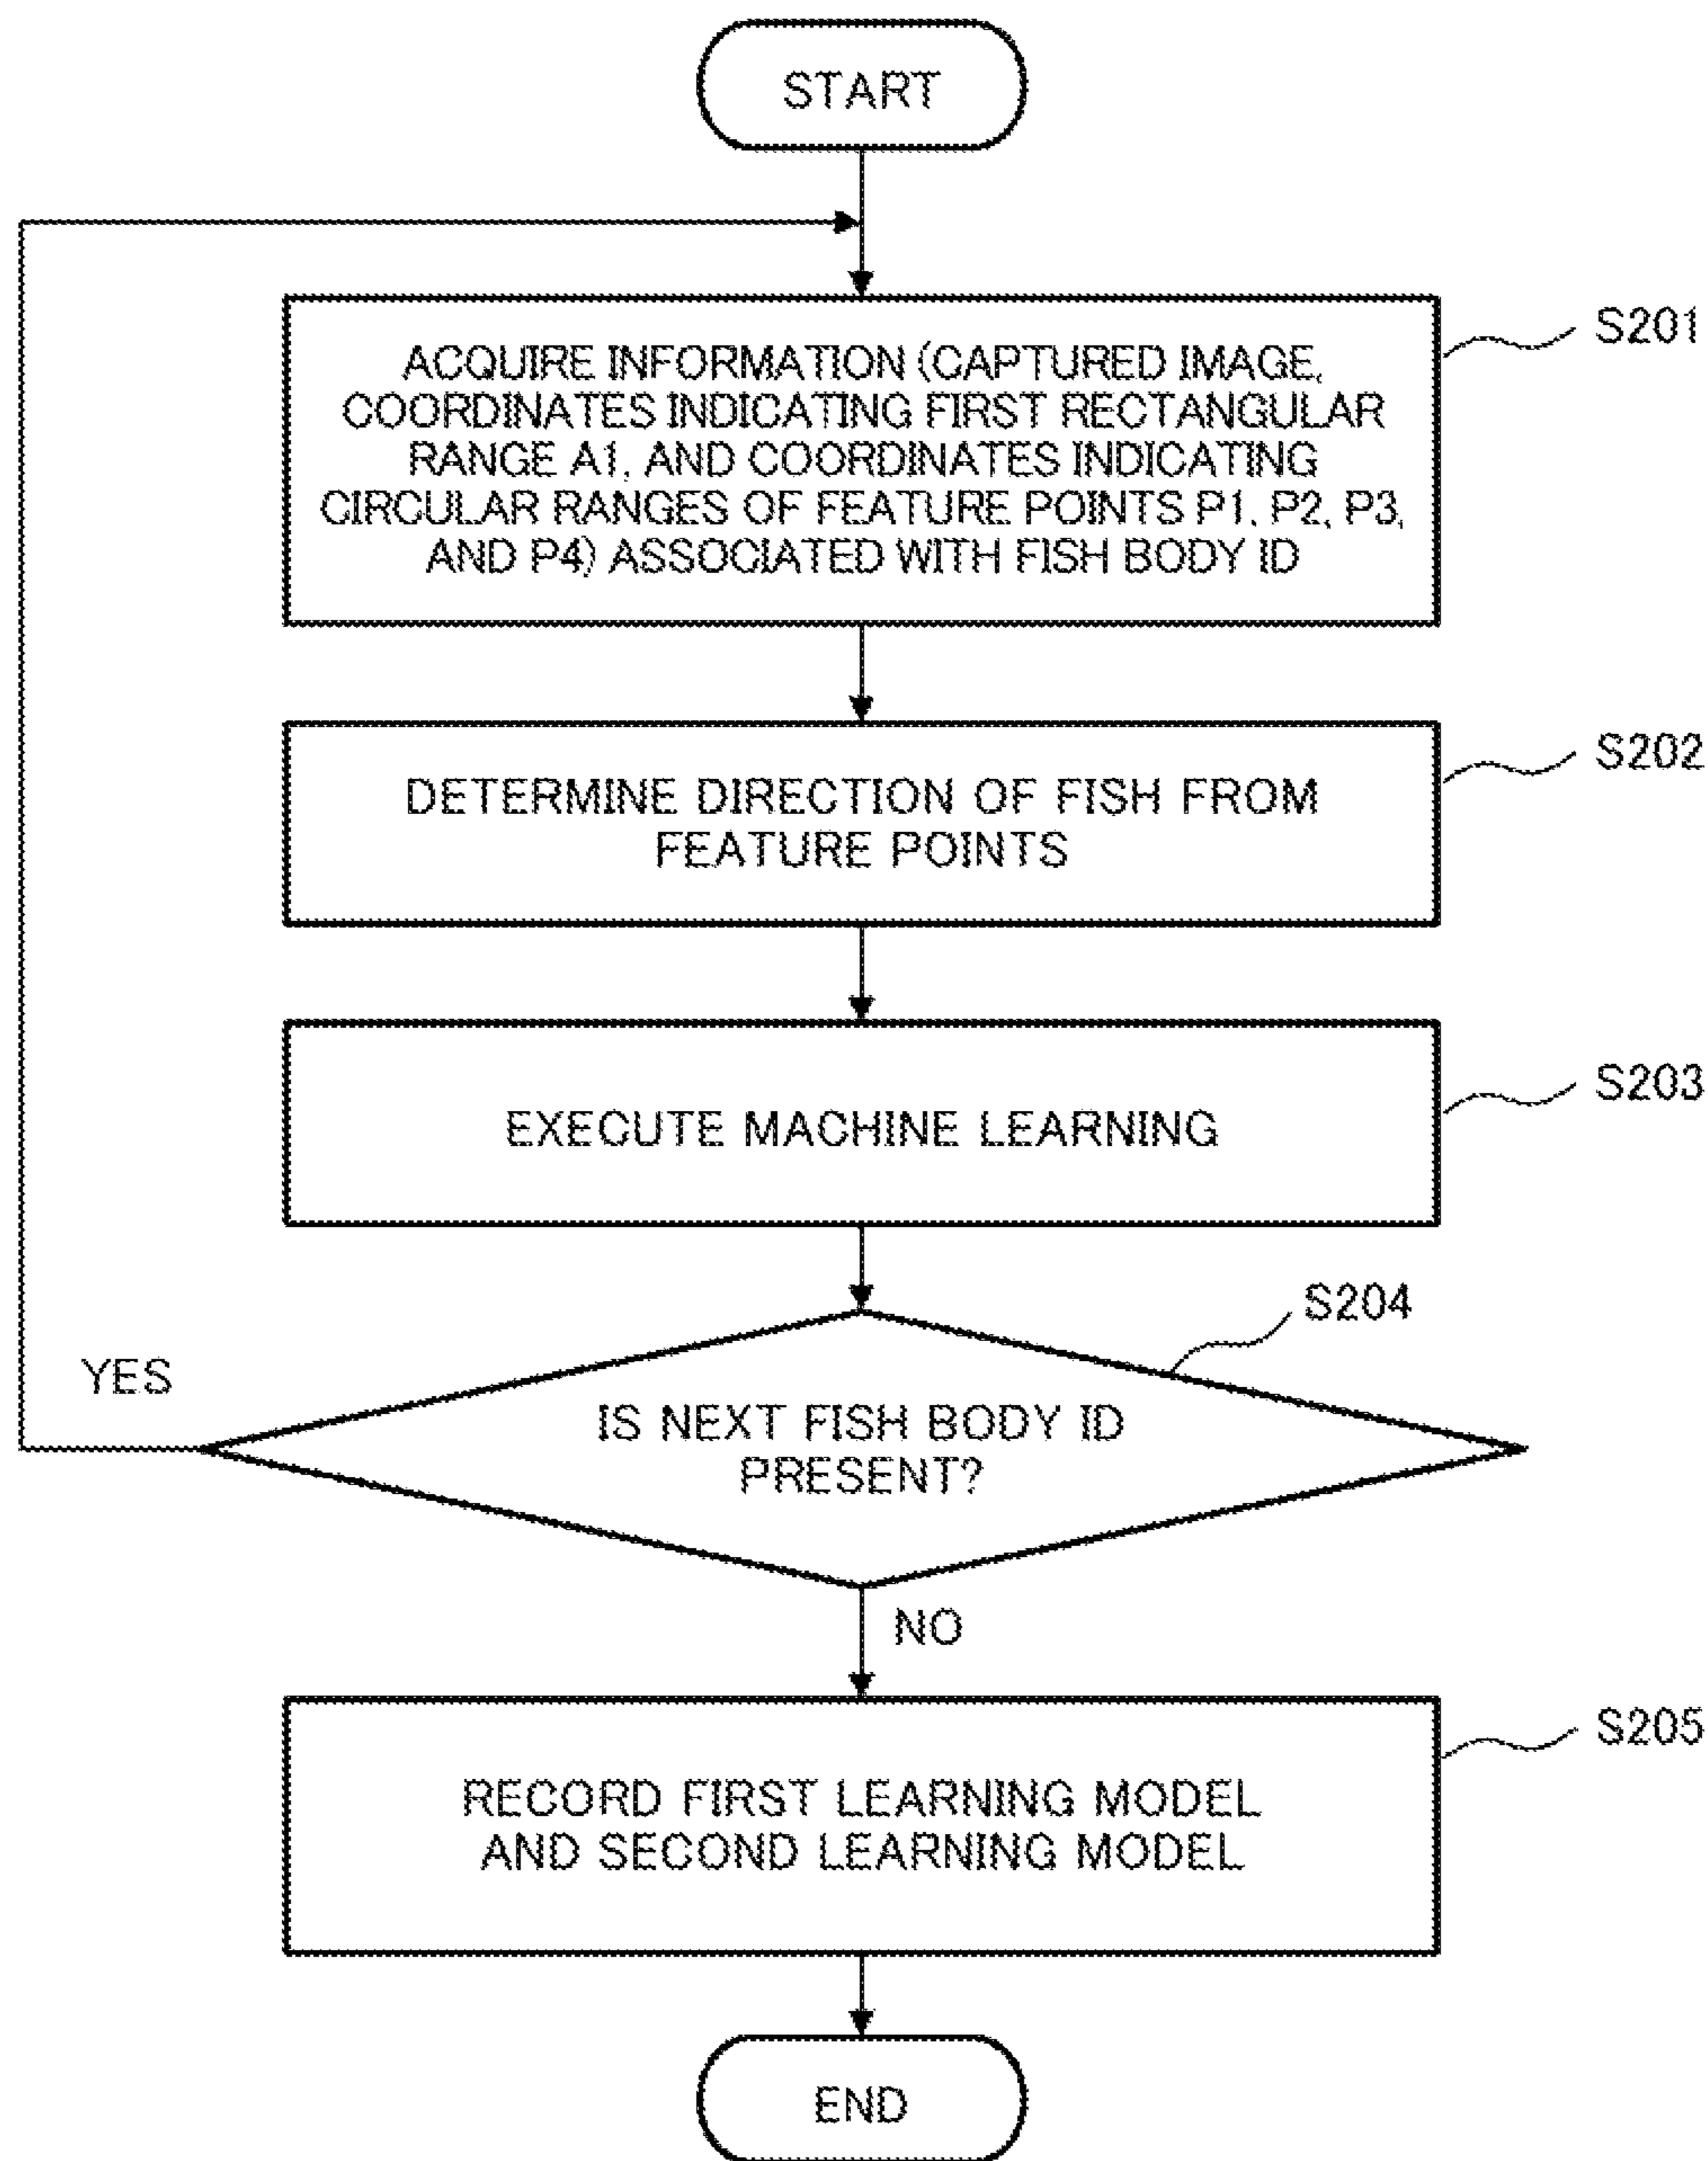 START
S201
ACQUIRE INFORMATION (CAPTURED IMAGE,
COORDINATES INDICATING FIRST RECTANGULAR
RANGE A1, AND COORDINATES INDICATING
CIRCULAR RANGES OF FEATURE POINTS P1, P2, P3,
AND P4) ASSOCIATED WITH FISH BODY ID
S202
DETERMINE DIRECTION OF FISH FROM
FEATURE POINTS
S203
EXECUTE MACHINE LEARNING
S204
YES
IS NEXT FISH BODY ID
PRESENT?
NO
S205
RECORD FIRST LEARNING MODEL
AND SECOND LEARNING MODEL
END